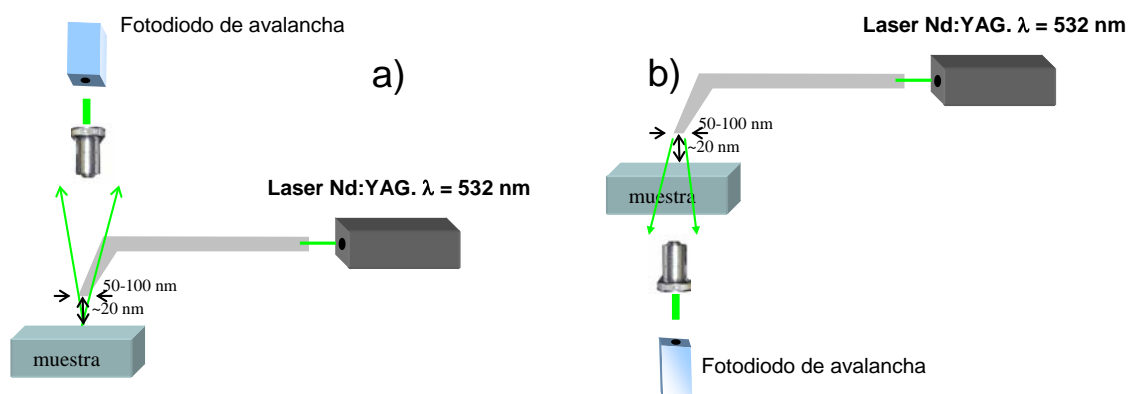 Fotodiodo de avalancha
a)
Laser Nd:YAG. λ = 532 nm
50-100 nm
~20 nm
muestra
Laser Nd:YAG. λ = 532 nm
b)
50-100 nm
~20 nm
muestra
Fotodiodo de avalancha